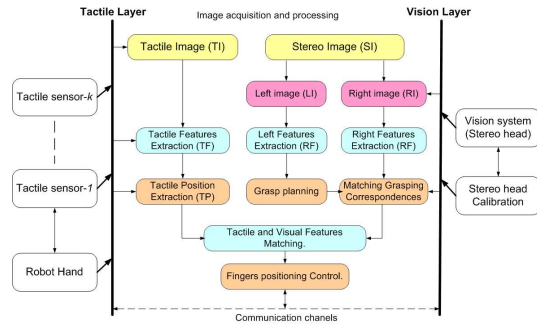 Tactile Layer
Image acquisition and processing
Vision Layer
Tactile Image (TI)
Stereo Image (SI)
Tactile sensor-k
Left image (LI)
Right image (RI)
Vision system
(Stereo head)
Tactile Features
Extraction (TF)
Left Features
Extraction (RF)
Right Features
Extraction (RF)
Tactile sensor-1
Tactile Position
Extraction (TP)
Grasp planning
Matching Grasping
Correspondences
Stereo head
Calibration
Tactile and Visual Features
Matching.
Robot Hand
Fingers positioning Control.
Communication chanels